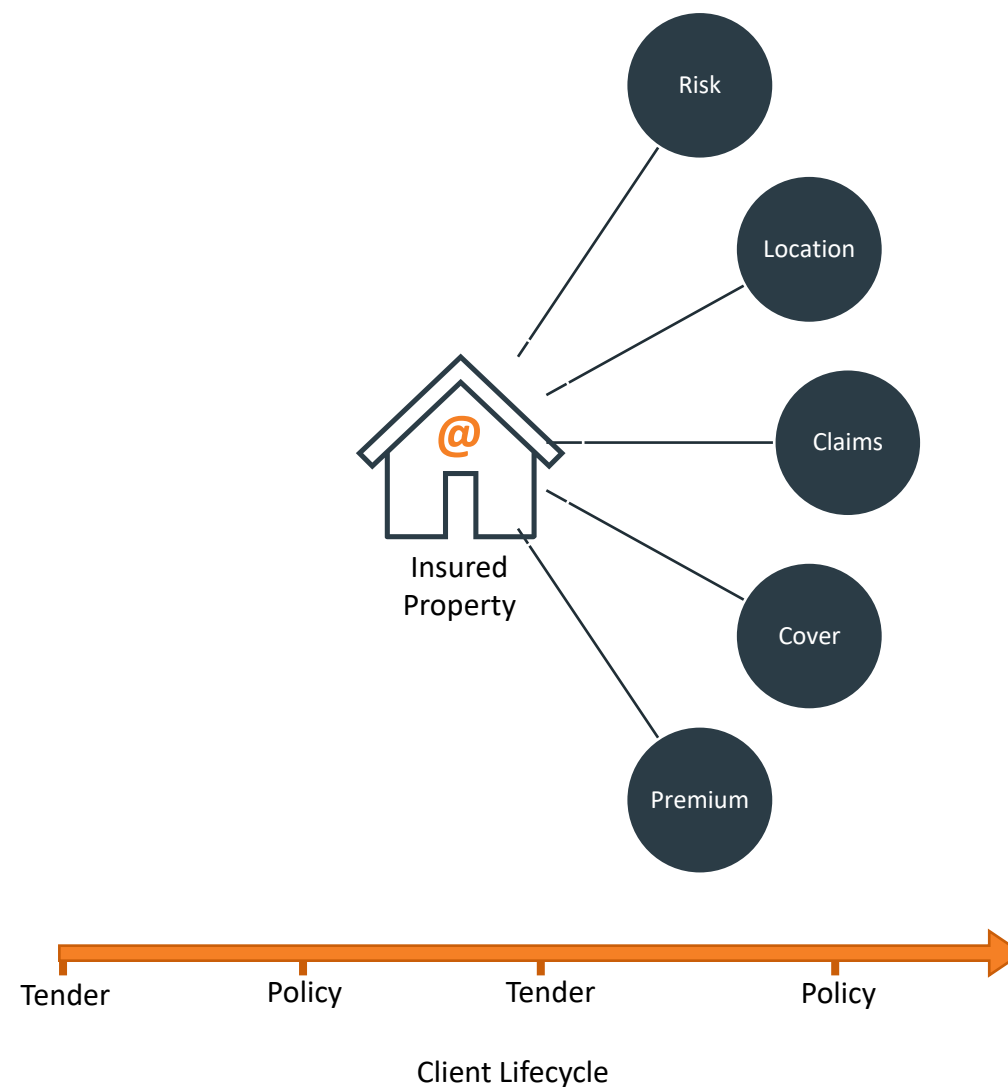 Risk
Location
@
Claims
Insured
Property
Cover
Premium
Tender
Policy
Tender
Policy
Client Lifecycle